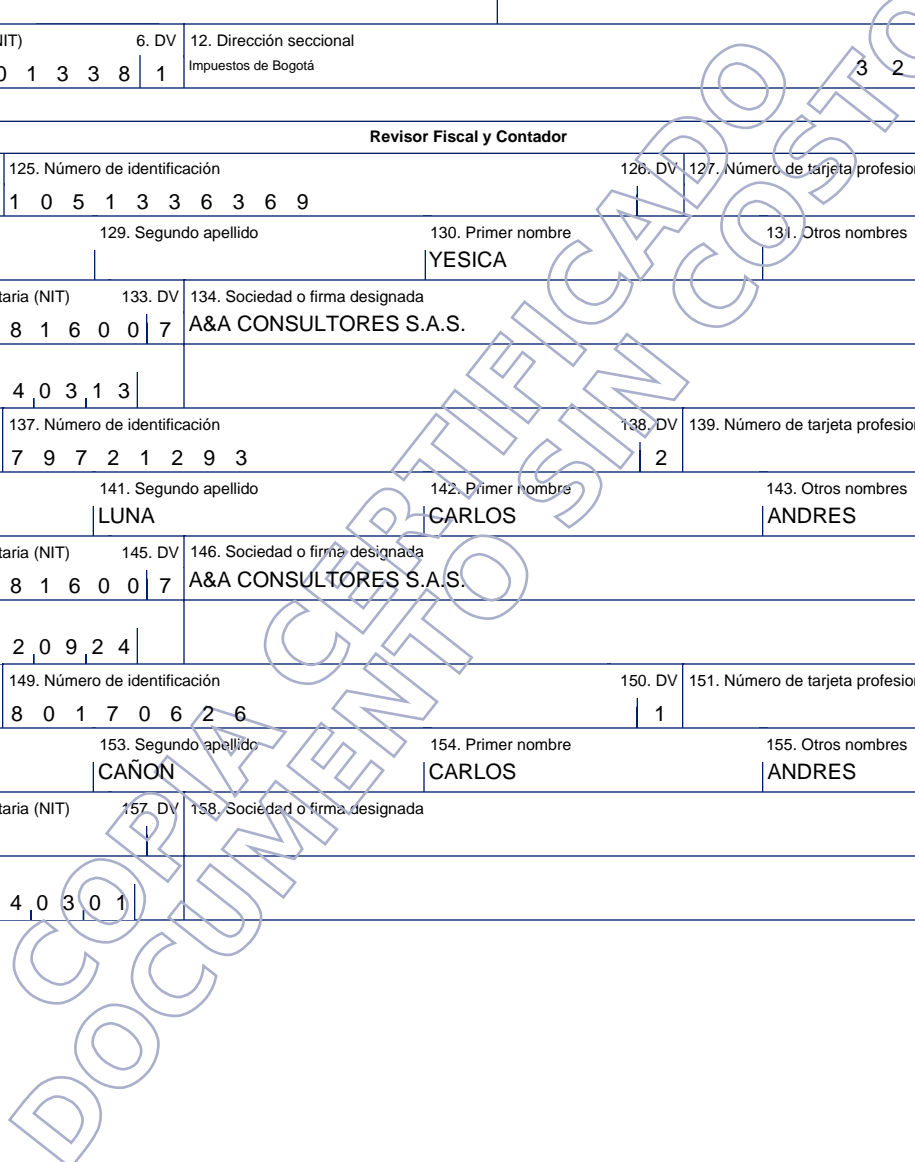 NIT) 6. DV 12. Dirección seccional
0 1 3 3 8 1 Impuestos de Bogotá 3 2
Revisor Fiscal y Contador
125. Número de identificación 126. DV 127. Número de tarjeta profesion
1 0 5 1 3 3 6 3 6 9
129. Segundo apellido 130. Primer nombre 131. Otros nombres
YESICA
taria (NIT) 133. DV 134. Sociedad o firma designada
8 1 6 0 0 7 A&A CONSULTORES S.A.S.
4 0 3 1 3
137. Número de identificación 138. DV 139. Número de tarjeta profesion
7 9 7 2 1 2 9 3 2
141. Segundo apellido 142. Primer nombre 143. Otros nombres
LUNA CARLOS ANDRES
taria (NIT) 145. DV 146. Sociedad o firma designada
8 1 6 0 0 7 A&A CONSULTORES S.A.S.
2 0 9 2 4
149. Número de identificación 150. DV 151. Número de tarjeta profesion
8 0 1 7 0 6 2 6 1
153. Segundo apellido 154. Primer nombre 155. Otros nombres
CAÑON CARLOS ANDRES
taria (NIT) 157. DV 158. Sociedad o firma designada
4 0 3 0 1
COPIA CERTIFICADO
DOCUMENTO SIN COSTO